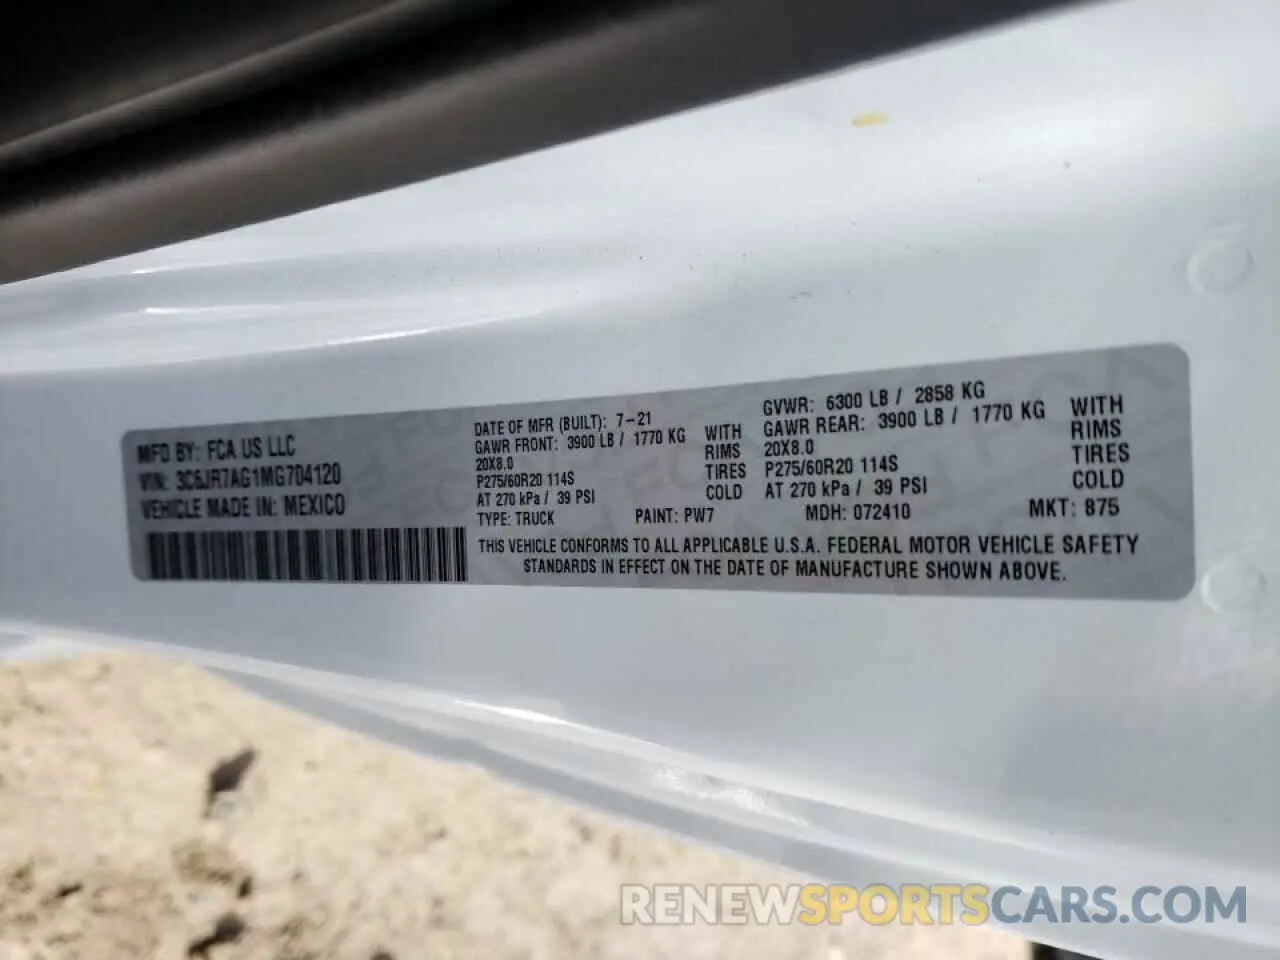 MFD BY: FCA US LLC
VIN: 3C6JR7AG1MG704120
VEHICLE MADE IN: MEXICO
DATE OF MFR (BUILT): 7-21
GAWR FRONT: 3900 LB / 1770 KG WITH
20X8.0 RIMS
P275/60R20 114S TIRES
AT 270 kPa / 39 PSI COLD
GVWR: 6300 LB / 2858 KG
GAWR REAR: 3900 LB / 1770 KG WITH
20X8.0 RIMS
P275/60R20 114S TIRES
AT 270 kPa / 39 PSI COLD
TYPE: TRUCK PAINT: PW7 MDH: 072410 MKT: 875
THIS VEHICLE CONFORMS TO ALL APPLICABLE U.S.A. FEDERAL MOTOR VEHICLE SAFETY
STANDARDS IN EFFECT ON THE DATE OF MANUFACTURE SHOWN ABOVE.
RENEWSPORTSCARS.COM